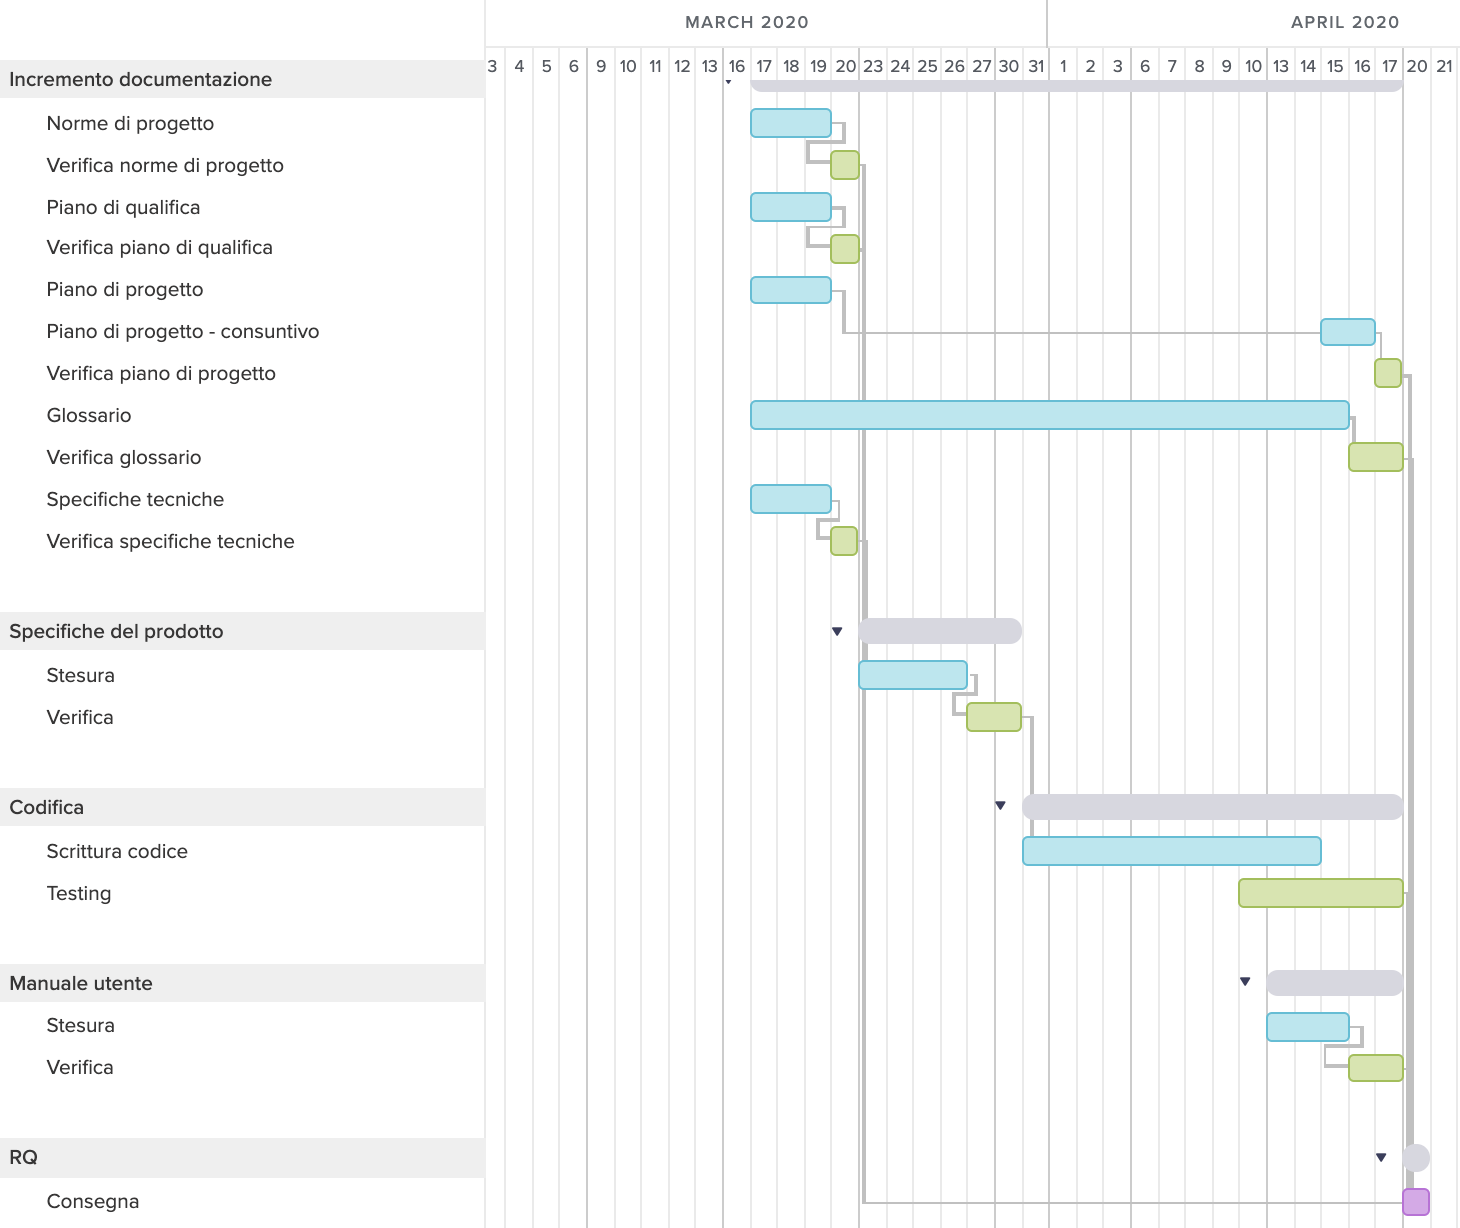 MARCH 2020 APRIL 2020
3 4 5 6 9 10 11 12 13 16 17 18 19 20 23 24 25 26 27 30 31 1 2 3 6 7 8 9 10 13 14 15 16 17 20 21
Incremento documentazione
Norme di progetto
Verifica norme di progetto
Piano di qualifica
Verifica piano di qualifica
Piano di progetto
Piano di progetto - consuntivo
Verifica piano di progetto
Glossario
Verifica glossario
Specifiche tecniche
Verifica specifiche tecniche
Specifiche del prodotto
Stesura
Verifica
Codifica
Scrittura codice
Testing
Manuale utente
Stesura
Verifica
RQ
Consegna